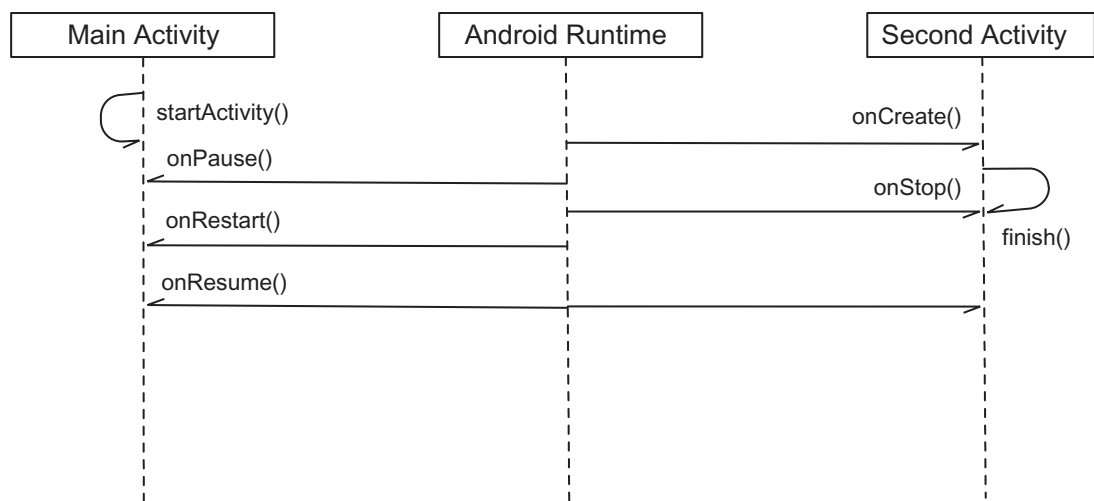 Main Activity
Android Runtime
Second Activity
startActivity()
onCreate()
onPause()
onStop()
onRestart()
finish()
onResume()